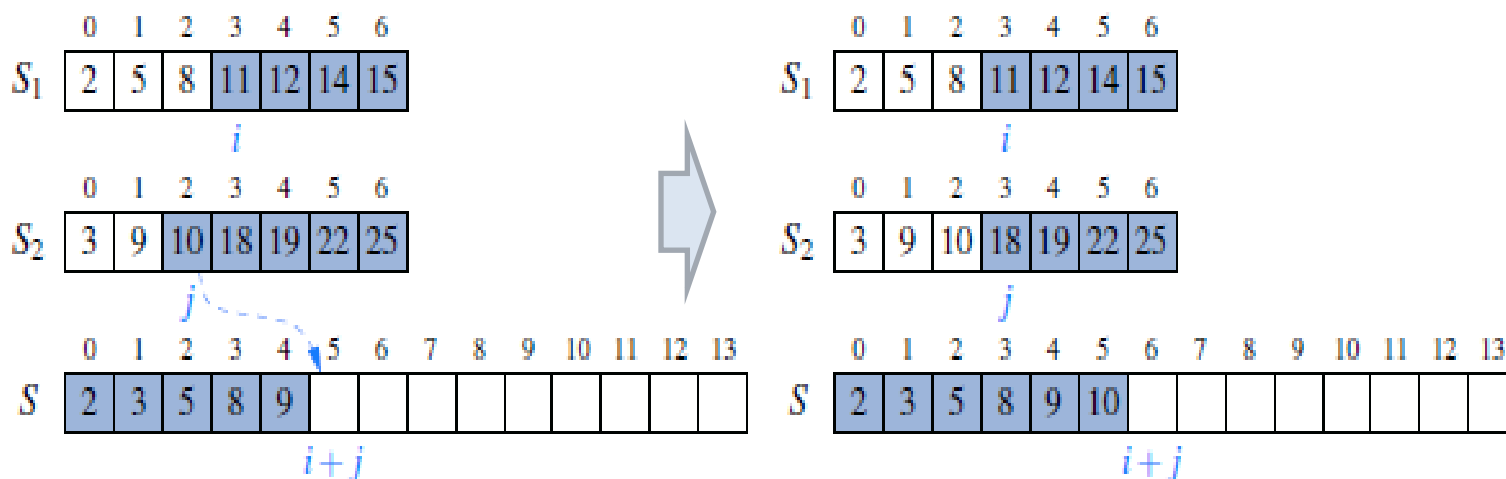 0 1 2 3 4 5 6
S1 2 5 8 11 12 14 15
i
0 1 2 3 4 5 6
S2 3 9 10 18 19 22 25
j
0 1 2 3 4 5 6 7 8 9 10 11 12 13
S 2 3 5 8 9
i + j
0 1 2 3 4 5 6
S1 2 5 8 11 12 14 15
i
0 1 2 3 4 5 6
S2 3 9 10 18 19 22 25
j
0 1 2 3 4 5 6 7 8 9 10 11 12 13
S 2 3 5 8 9 10
i + j